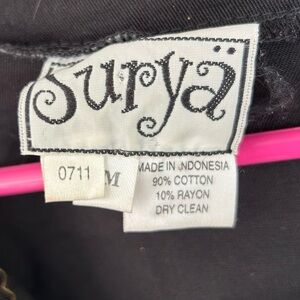 Suryä
0711
M
MADE IN INDONESIA
90% COTTON
10% RAYON
DRY CLEAN